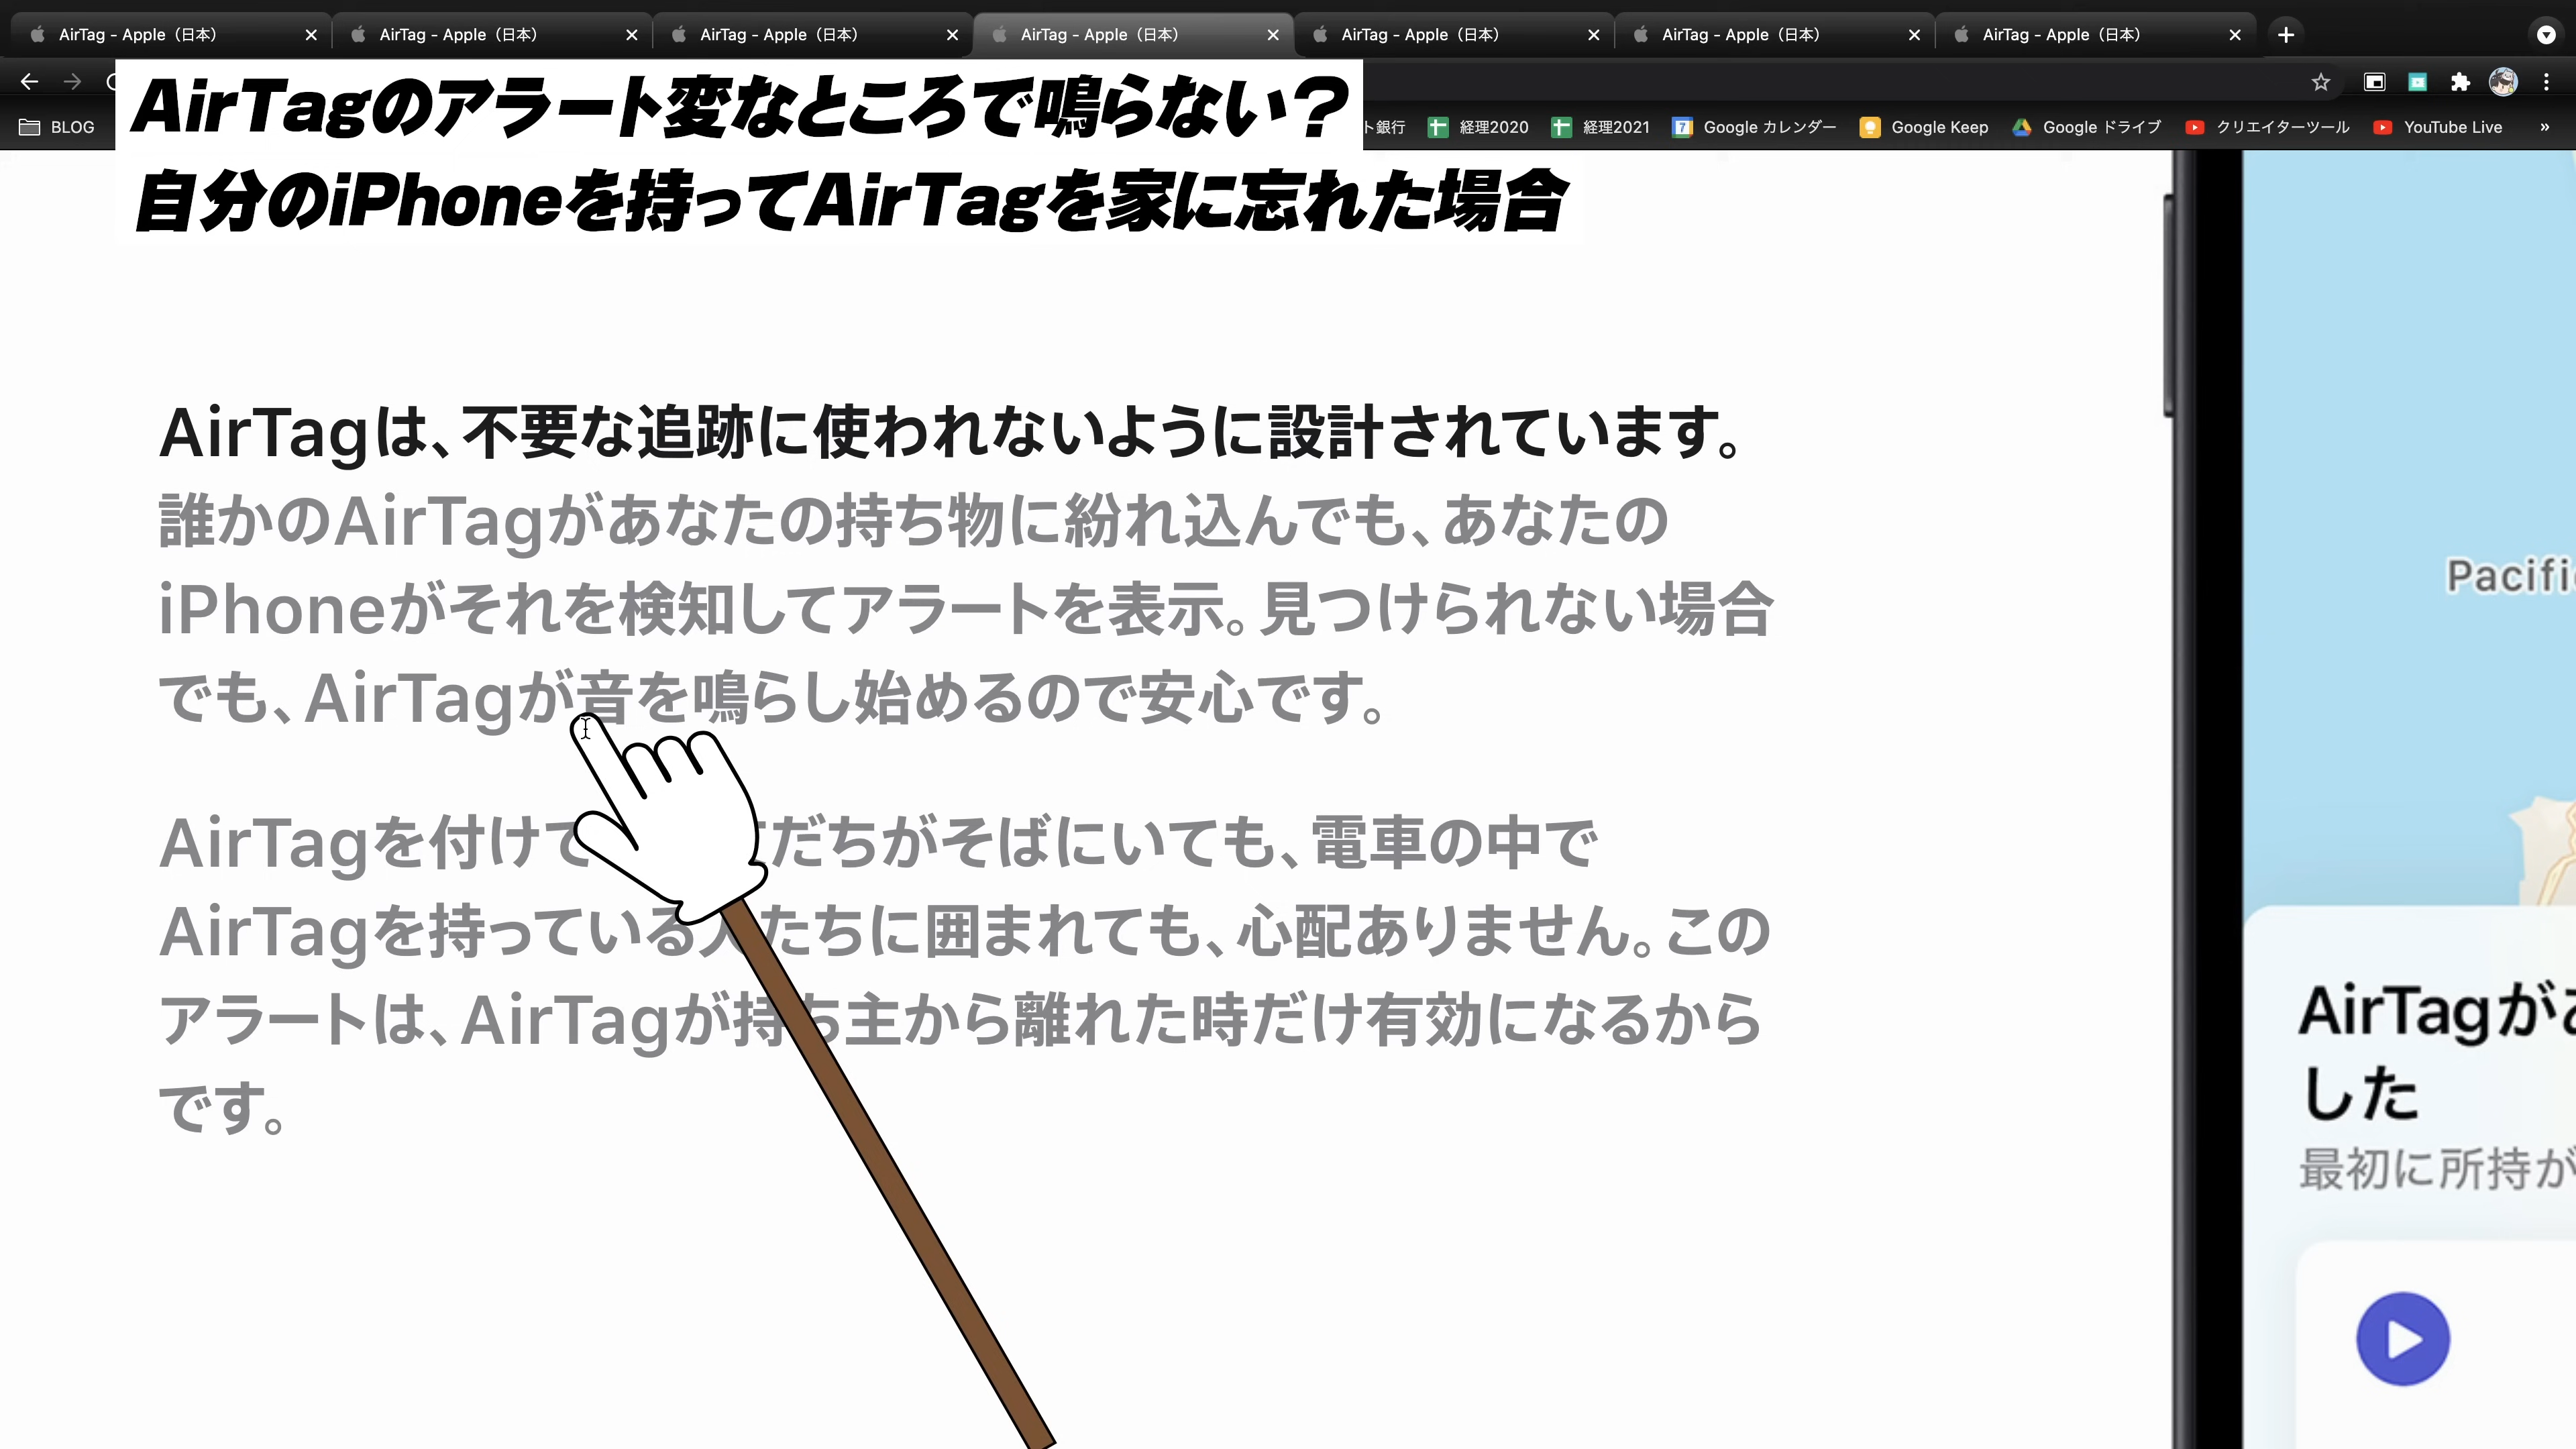 AirTag - Apple（日本）
AirTag - Apple（日本）
AirTag - Apple（日本）
AirTag - Apple（日本）
AirTag - Apple（日本）
AirTag - Apple（日本）
AirTag - Apple（日本）
BLOG
ト銀行
経理2020
経理2021
7
Google カレンダー
Google Keep
Google ドライブ
クリエイターツール
YouTube Live
»
AirTagのアラート変なところで鳴らない？
自分のiPhoneを持ってAirTagを家に忘れた場合
AirTagは、不要な追跡に使われないように設計されています。
誰かのAirTagがあなたの持ち物に紛れ込んでも、あなたの
iPhoneがそれを検知してアラートを表示。見つけられない場合
でも、AirTagが音を鳴らし始めるので安心です。
AirTagを付けて だちがそばにいても、電車の中で
AirTagを持っている人たちに囲まれても、心配ありません。この
アラートは、AirTagが持ち主から離れた時だけ有効になるから
です。
Pacific
AirTagが
した
最初に所持が